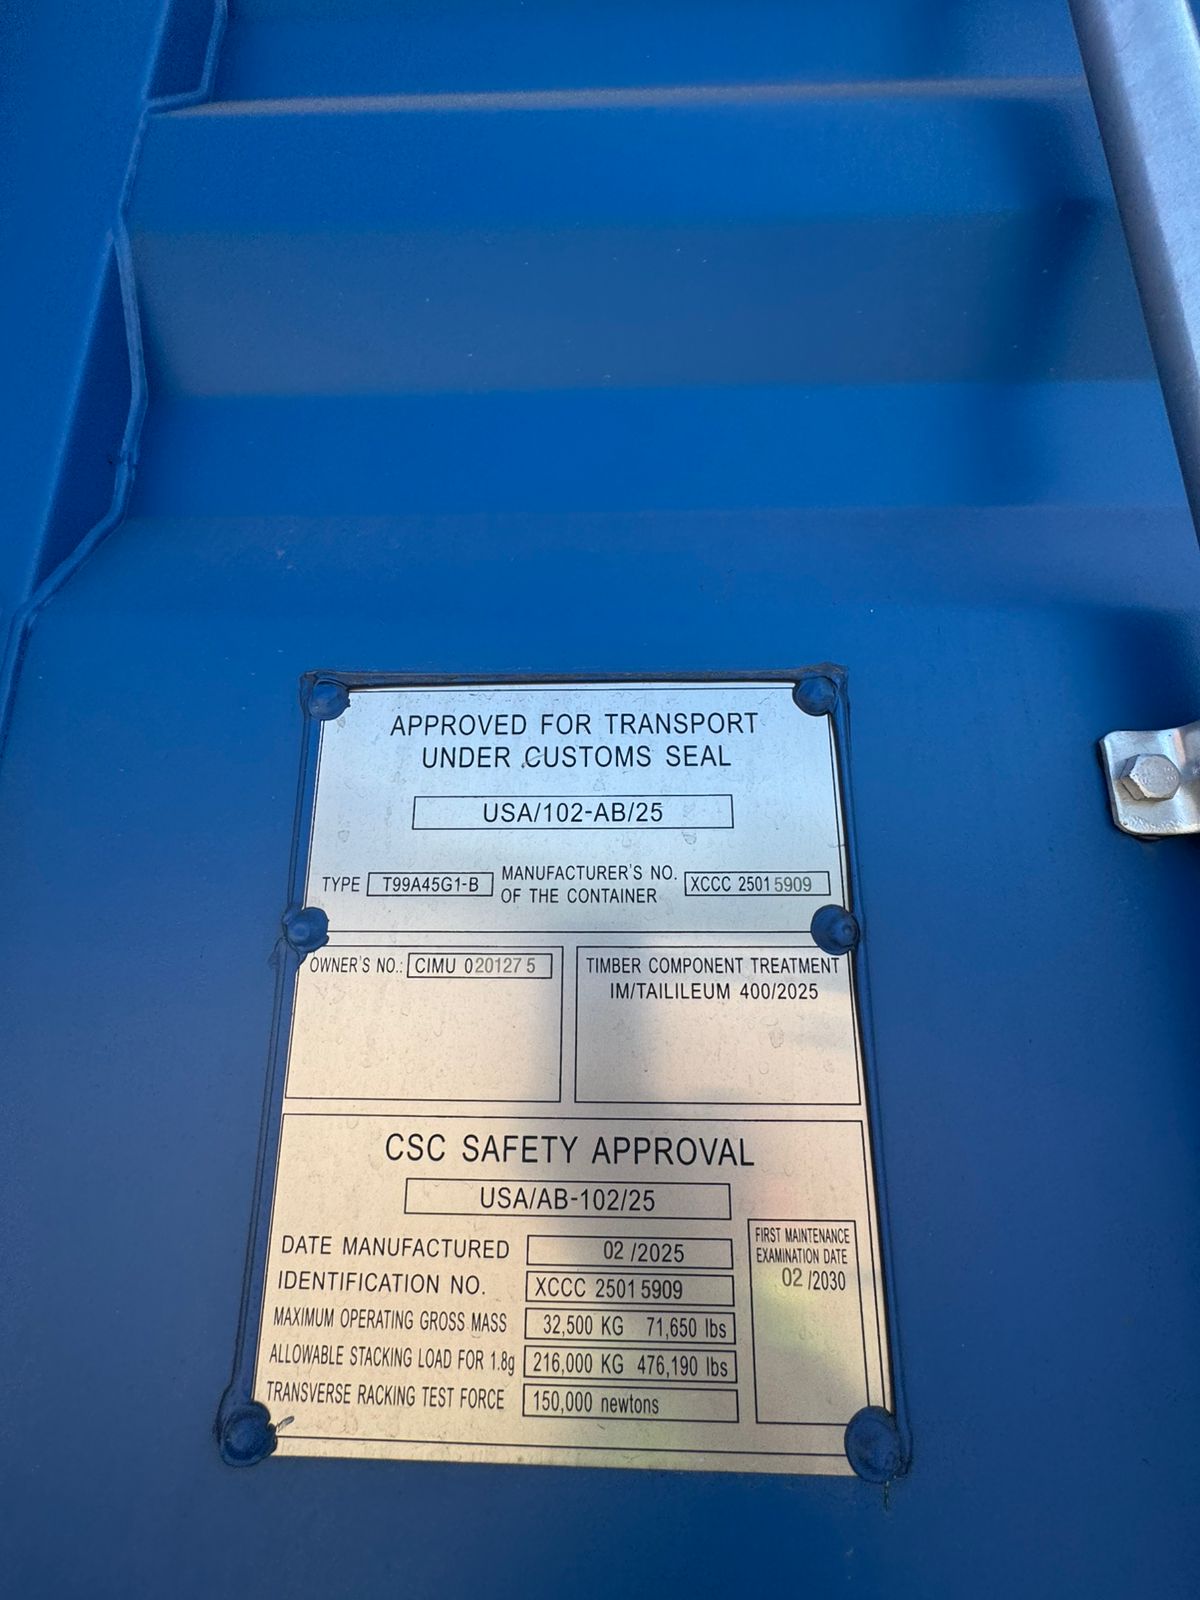 APPROVED FOR TRANSPORT
UNDER CUSTOMS SEAL
USA/102-AB/25
TYPE T99A45G1-B MANUFACTURER'S NO. OF THE CONTAINER XCCC 25015909
OWNER'S NO.: CIMU 020127 5
TIMBER COMPONENT TREATMENT
IM/TAILILEUM 400/2025
CSC SAFETY APPROVAL
USA/AB-102/25
DATE MANUFACTURED 02 /2025
IDENTIFICATION NO. XCCC 25015909
MAXIMUM OPERATING GROSS MASS 32,500 KG 71,650 lbs
ALLOWABLE STACKING LOAD FOR 1.8g 216,000 KG 476,190 lbs
TRANSVERSE RACKING TEST FORCE 150,000 newtons
FIRST MAINTENANCE
EXAMINATION DATE
02 /2030